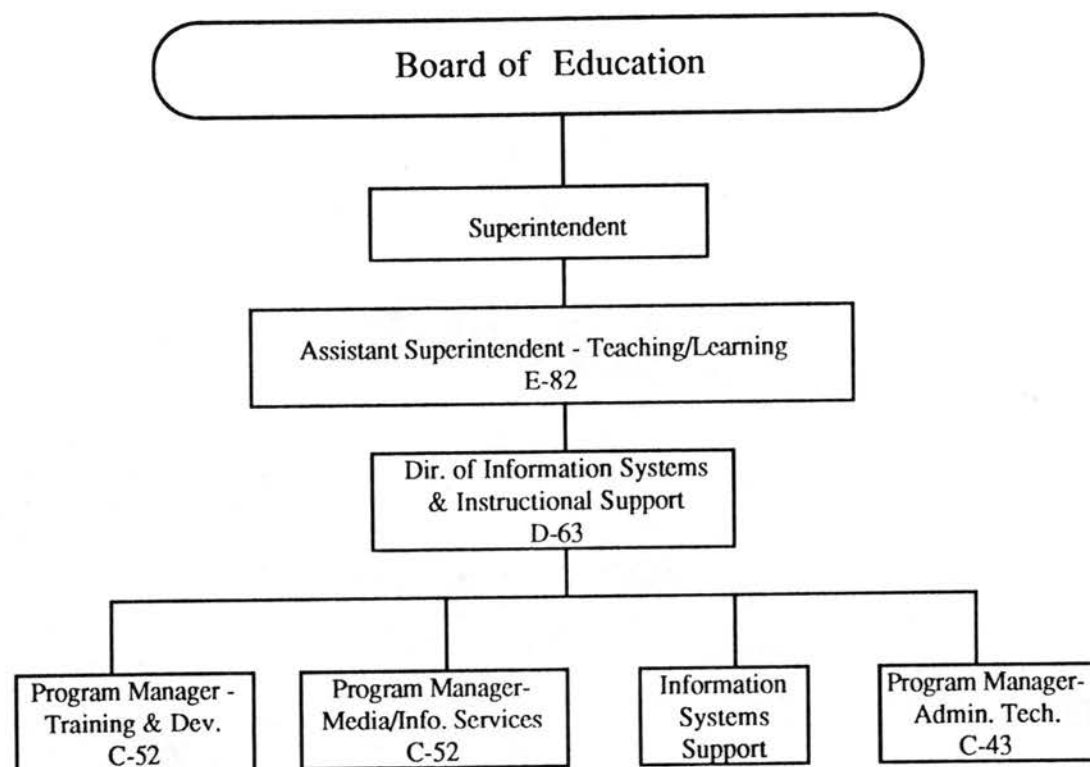 Board of Education
Superintendent
Assistant Superintendent - Teaching/Learning
E-82
Dir. of Information Systems
& Instructional Support
D-63
Program Manager -
Training & Dev.
C-52
Program Manager-
Media/Info. Services
C-52
Information
Systems
Support
Program Manager-
Admin. Tech.
C-43